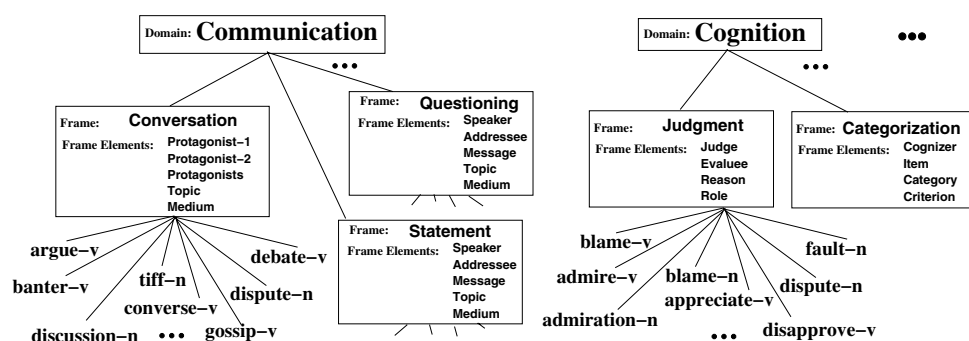 Domain: Communication
...
Frame: Conversation
Frame Elements: Protagonist-1
Protagonist-2
Protagonists
Topic
Medium
argue-v
banter-v
discussion-n
tiff-n
converse-v
...
gossip-v
dispute-n
debate-v
Frame: Questioning
Frame Elements: Speaker
Addressee
Message
Topic
Medium
Frame: Statement
Frame Elements: Speaker
Addressee
Message
Topic
Medium
Domain: Cognition
...
...
Frame: Judgment
Frame Elements: Judge
Evaluee
Reason
Role
blame-v
admire-v
admiration-n
blame-n
appreciate-v
...
disapprove-v
dispute-n
fault-n
Frame: Categorization
Frame Elements: Cognizer
Item
Category
Criterion